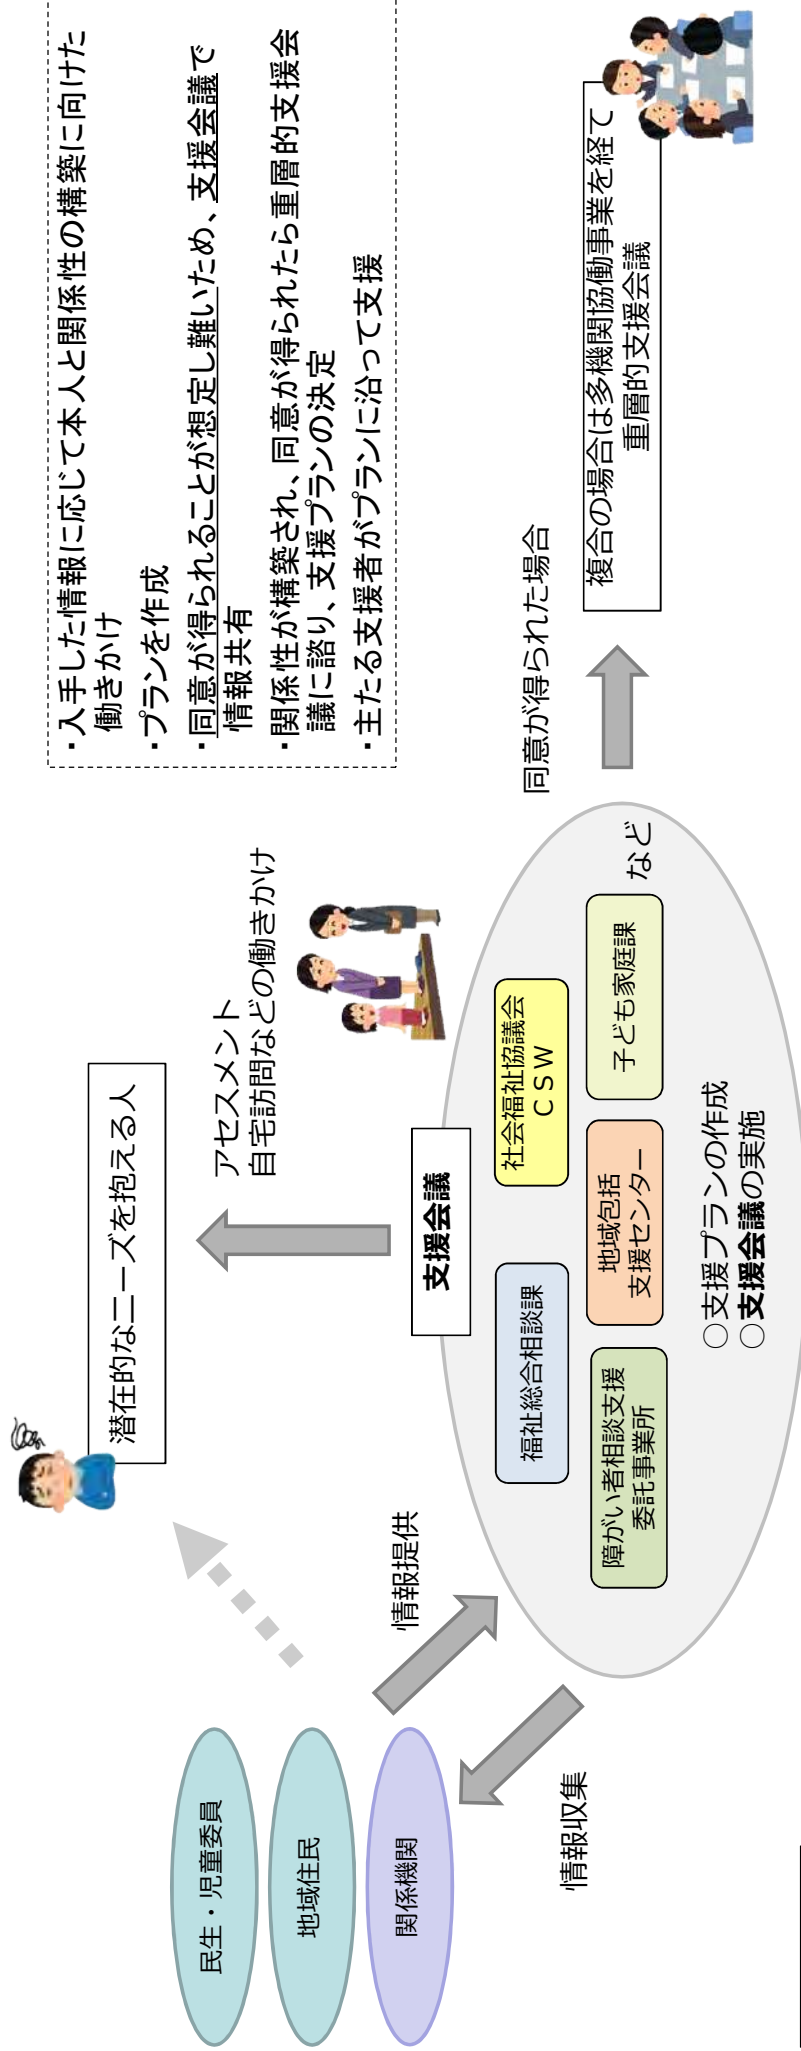 潜在的なニーズを抱える人
・入手した情報に応じて本人と関係性の構築に向けた
働きかけ
・プランを作成
・同意が得られることが想定し難いため、支援会議で
情報共有
・関係性が構築され、同意が得られたら重層的支援会
議に諮り、支援プランの決定
・主たる支援者がプランに沿って支援
民生・児童委員
地域住民
関係機関
アセスメント
自宅訪問などの働きかけ
情報提供
情報収集
支援会議
福祉総合相談課
社会福祉協議会
ＣＳＷ
障がい者相談支援
委託事業所
地域包括
支援センター
子ども家庭課
など
○支援プランの作成
○支援会議の実施
同意が得られた場合
複合の場合は多機関協働事業を経て
重層的支援会議